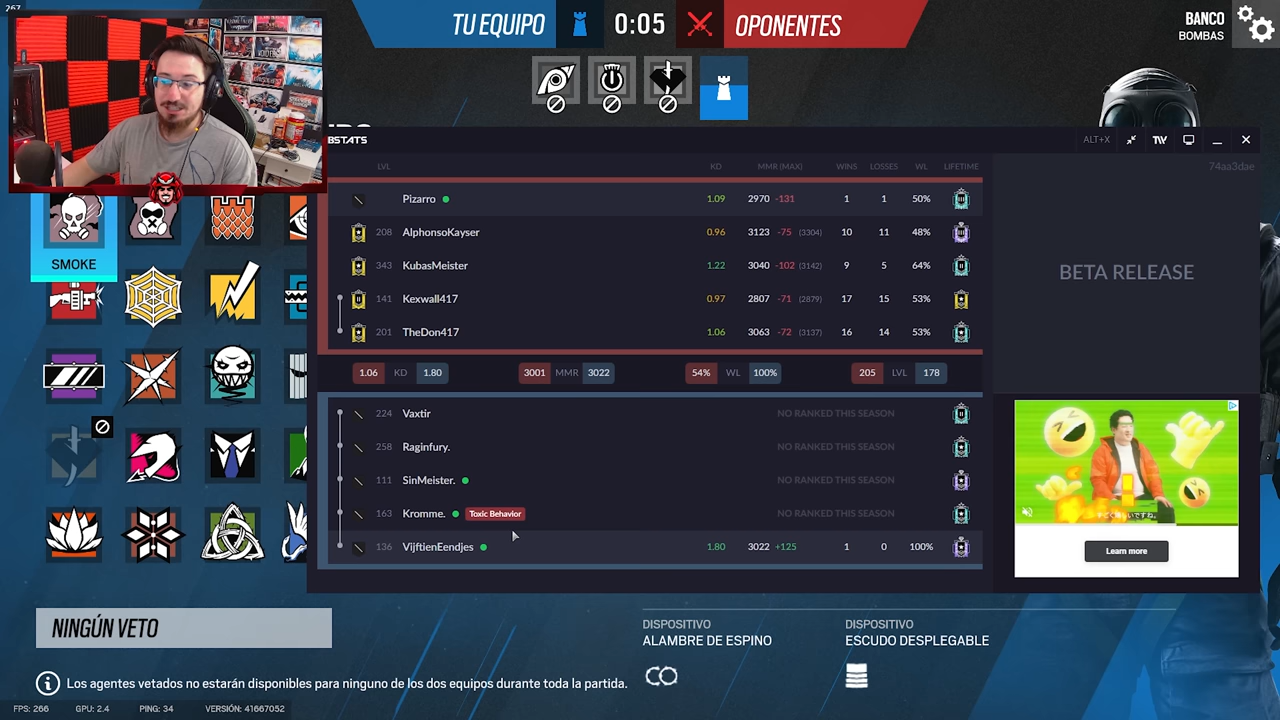 267
TU EQUIPO
0:05
OPONENTES
BANCO
BOMBAS
BSTATS
ALT+X
LVL KD MMR (MAX) WINS LOSSES WL LIFETIME
74aa3dae
Pizarro 1.09 2970 -131 1 1 50%
208 AlphonsoKayser 0.96 3123 -75 (3304) 10 11 48%
343 KubasMeister 1.22 3040 -102 (3142) 9 5 64%
141 Kexwall417 0.97 2807 -71 (2879) 17 15 53%
201 TheDon417 1.06 3063 -72 (3137) 16 14 53%
1.06 KD 1.80 3001 MMR 3022 54% WL 100% 205 LVL 178
224 Vaxtir NO RANKED THIS SEASON
258 Raginfury. NO RANKED THIS SEASON
111 SinMeister. NO RANKED THIS SEASON
163 Kromme. Toxic Behavior NO RANKED THIS SEASON
136 VijftienEendjes 1.80 3022 +125 1 0 100%
BETA RELEASE
Learn more
SMOKE
NINGÚN VETO
DISPOSITIVO
ALAMBRE DE ESPINO
DISPOSITIVO
ESCUDO DESPLEGABLE
Los agentes vetados no estarán disponibles para ninguno de los dos equipos durante toda la partida.
FPS: 266 GPU: 2.4 PING: 34 VERSIÓN: 41667052